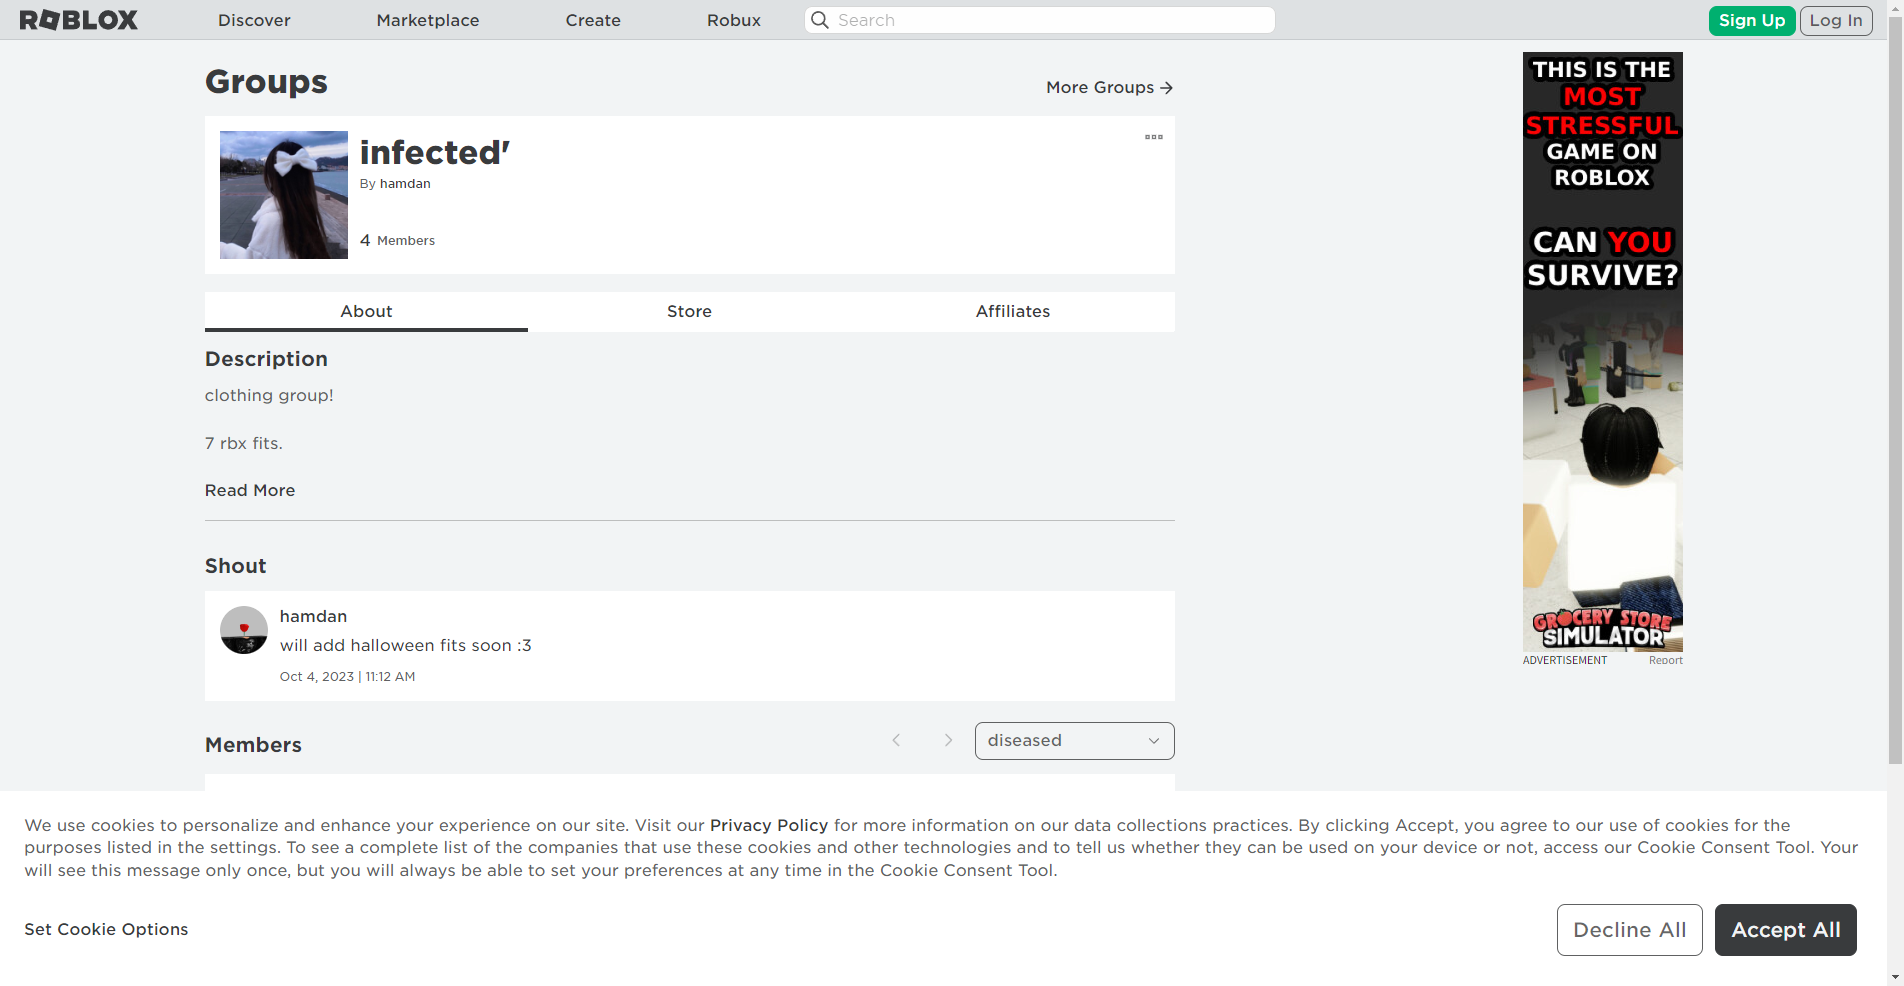 ROBLOX
Discover
Marketplace
Create
Robux
Search
Sign Up
Log In
Groups
More Groups
infected'
By hamdan
4 Members
About
Store
Affiliates
Description
clothing group!
7 rbx fits.
Read More
Shout
hamdan
will add halloween fits soon :3
Oct 4, 2023 | 11:12 AM
Members
diseased
THIS IS THE
MOST
STRESSFUL
GAME ON
ROBLOX
CAN YOU
SURVIVE?
GROCERY STORE
SIMULATOR
ADVERTISEMENT
Report
We use cookies to personalize and enhance your experience on our site. Visit our Privacy Policy for more information on our data collections practices. By clicking Accept, you agree to our use of cookies for the
purposes listed in the settings. To see a complete list of the companies that use these cookies and other technologies and to tell us whether they can be used on your device or not, access our Cookie Consent Tool. Your
will see this message only once, but you will always be able to set your preferences at any time in the Cookie Consent Tool.
Set Cookie Options
Decline All
Accept All